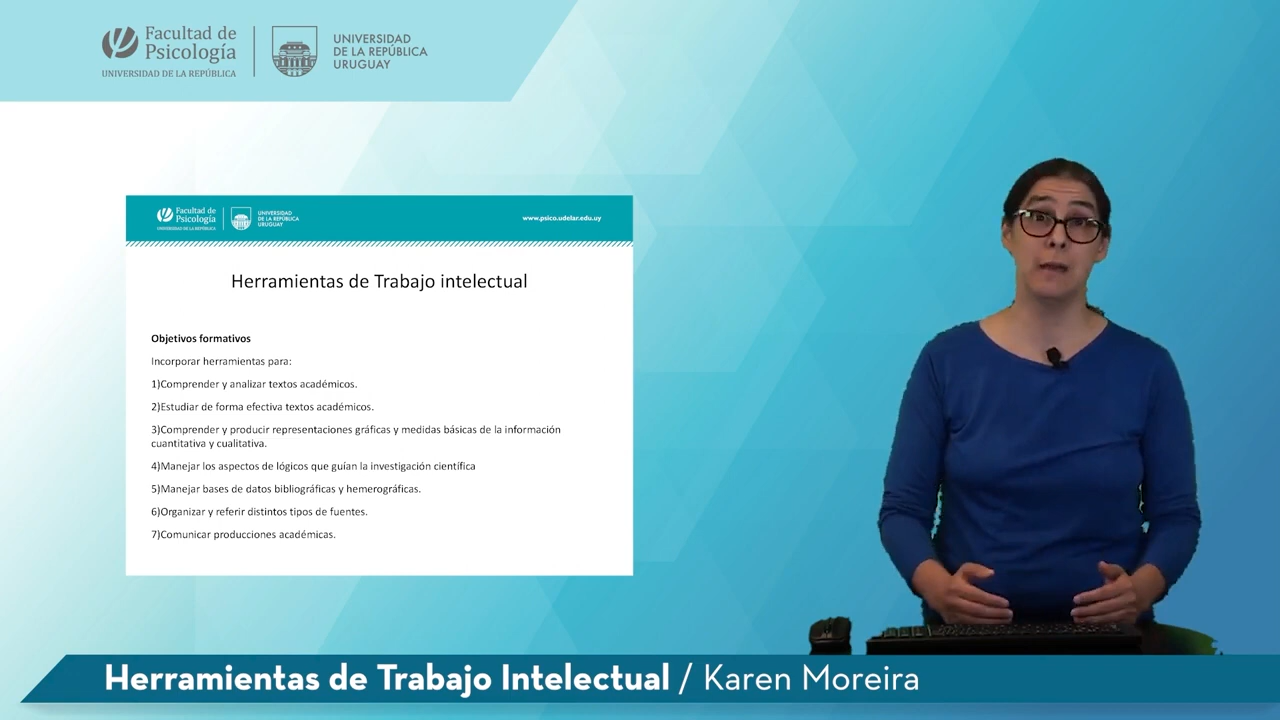 Facultad de
Psicología
UNIVERSIDAD DE LA REPÚBLICA
UNIVERSIDAD
DE LA REPÚBLICA
URUGUAY
Facultad de
Psicología
UNIVERSIDAD DE LA REPÚBLICA
UNIVERSIDAD
DE LA REPÚBLICA
URUGUAY
www.psico.udelar.edu.uy
Herramientas de Trabajo intelectual
Objetivos formativos
Incorporar herramientas para:
1)Comprender y analizar textos académicos.
2)Estudiar de forma efectiva textos académicos.
3)Comprender y producir representaciones gráficas y medidas básicas de la información
cuantitativa y cualitativa.
4)Manejar los aspectos de lógicos que guían la investigación científica
5)Manejar bases de datos bibliográficas y hemerográficas.
6)Organizar y referir distintos tipos de fuentes.
7)Comunicar producciones académicas.
Herramientas de Trabajo Intelectual / Karen Moreira